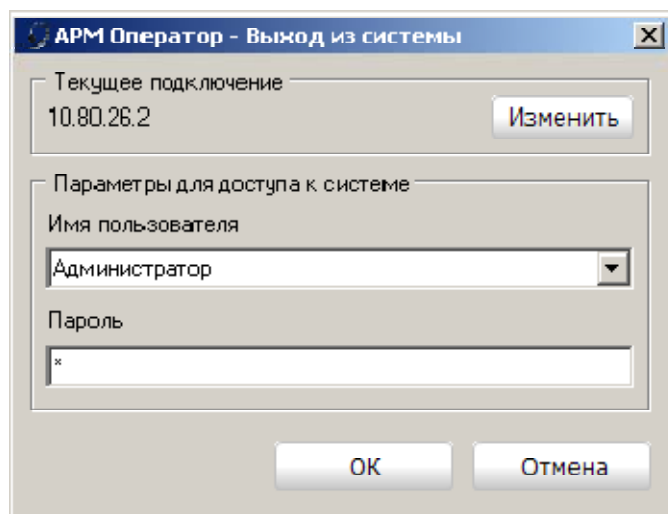 АРМ Оператор - Выход из системы
Текущее подключение
10.80.26.2
Изменить
Параметры для доступа к системе
Имя пользователя
Администратор
Пароль
*
ОК
Отмена